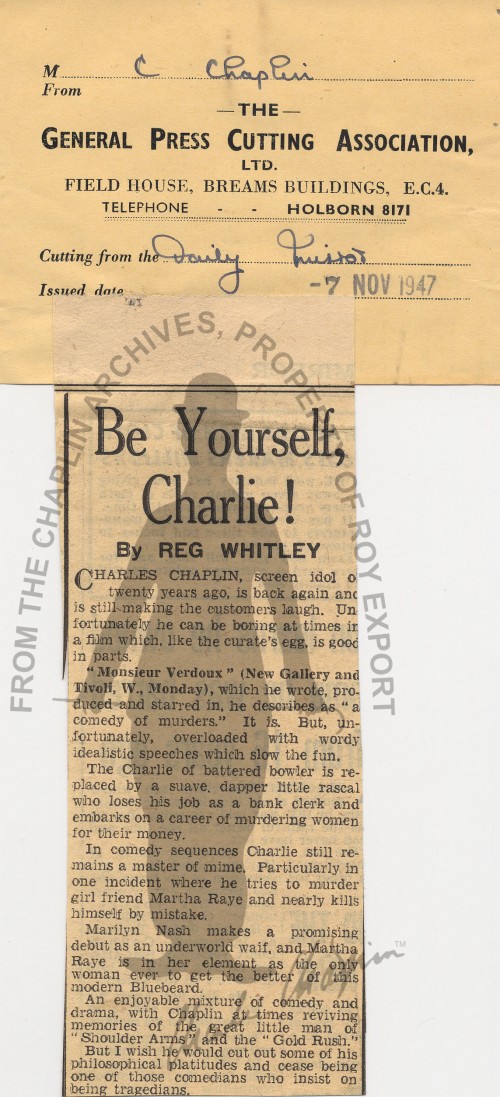 M C Chaplin
From
—THE—
GENERAL PRESS CUTTING ASSOCIATION,
LTD.
FIELD HOUSE, BREAMS BUILDINGS, E.C.4.
TELEPHONE - - HOLBORN 8171
Cutting from the Daily Mirror
Issued date -7 NOV 1947
FROM THE CHAPLIN ARCHIVES, PROPERTY OF ROY EXPORT
Be Yourself,
Charlie!
By REG WHITLEY
CHARLES CHAPLIN, screen idol o
twenty years ago, is back again and
is still making the customers laugh. Un
fortunately he can be boring at times in
a film which, like the curate's egg, is good
in parts.
"Monsieur Verdoux" (New Gallery and
Tivoli, W., Monday), which he wrote, pro-
duced and starred in, he describes as "a
comedy of murders." It is. But, un-
fortunately, overloaded with wordy
idealistic speeches which slow the fun.
The Charlie of battered bowler is re-
placed by a suave, dapper little rascal
who loses his job as a bank clerk and
embarks on a career of murdering women
for their money.
In comedy sequences Charlie still re-
mains a master of mime. Particularly in
one incident where he tries to murder
girl friend Martha Raye and nearly kills
himself by mistake.
Marilyn Nash makes a promising
debut as an underworld waif, and Martha
Raye is in her element as the only
woman ever to get the better of this
modern Bluebeard.
An enjoyable mixture of comedy and
drama, with Chaplin at times reviving
memories of the great little man of
"Shoulder Arms" and the "Gold Rush."
But I wish he would cut out some of his
philosophical platitudes and cease being
one of those comedians who insist on
being tragedians.
Charlie Chaplin™